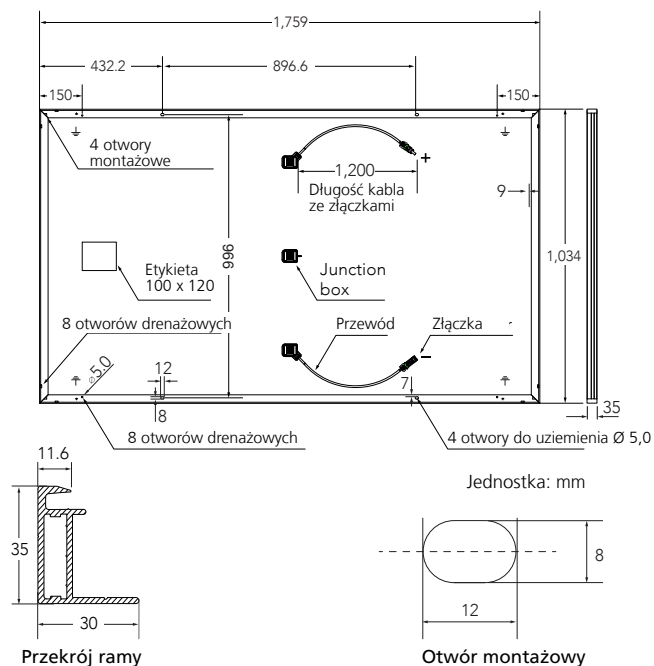 1,759
432.2
896.6
150
150
4 otwory
montażowe
+
1,200
Długość kabla
ze złączkami
9
996
1,034
Etykieta
100 x 120
Junction
box
8 otworów drenażowych
Przewód
Złączka
−
ø5.0
12
7
8
35
8 otworów drenażowych
4 otwory do uziemienia Ø 5,0
11.6
Jednostka: mm
35
8
30
12
Przekrój ramy
Otwór montażowy